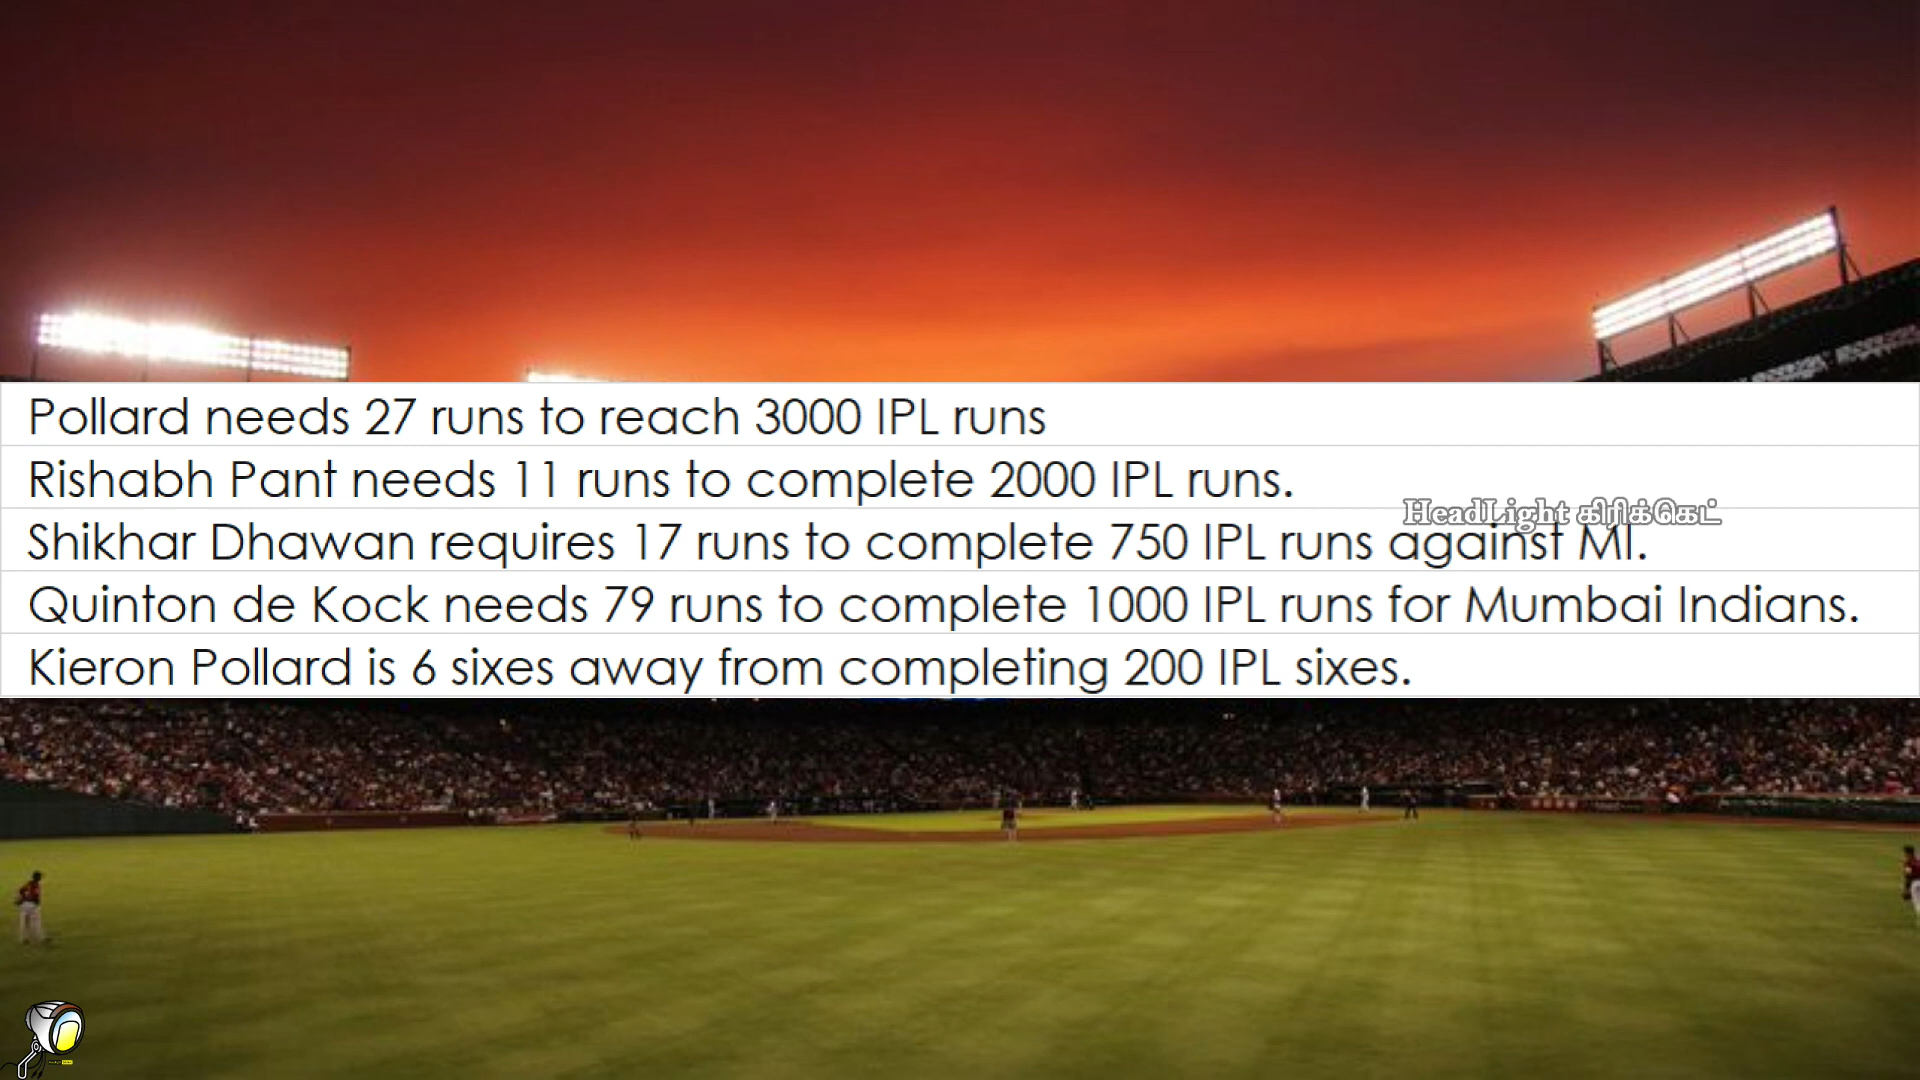 Pollard needs 27 runs to reach 3000 IPL runs
Rishabh Pant needs 11 runs to complete 2000 IPL runs.
HeadLight கிரிக்கெட்
Shikhar Dhawan requires 17 runs to complete 750 IPL runs against MI.
Quinton de Kock needs 79 runs to complete 1000 IPL runs for Mumbai Indians.
Kieron Pollard is 6 sixes away from completing 200 IPL sixes.